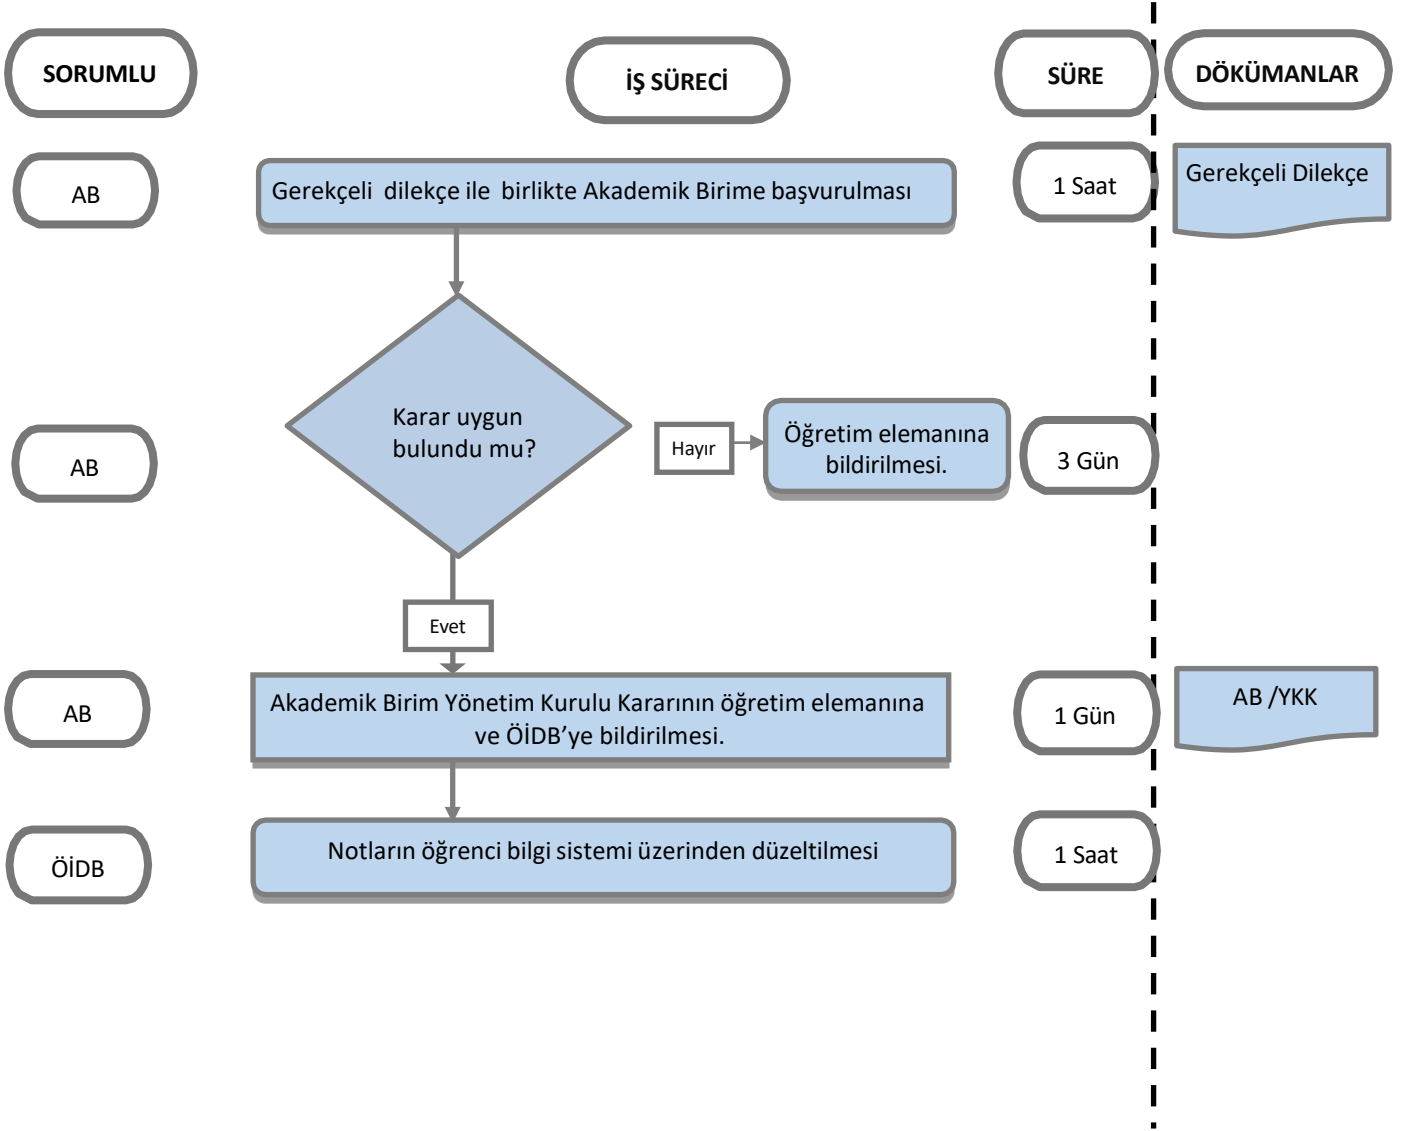 SORUMLU
İŞ SÜRECİ
SÜRE
DÖKÜMANLAR
AB
Gerekçeli dilekçe ile birlikte Akademik Birime başvurulması
1 Saat
Gerekçeli Dilekçe
AB
Karar uygun
bulundu mu?
Hayır
Öğretim elemanına
bildirilmesi.
3 Gün
Evet
AB
Akademik Birim Yönetim Kurulu Kararının öğretim elemanına
ve ÖİDB’ye bildirilmesi.
1 Gün
AB /YKK
ÖİDB
Notların öğrenci bilgi sistemi üzerinden düzeltilmesi
1 Saat